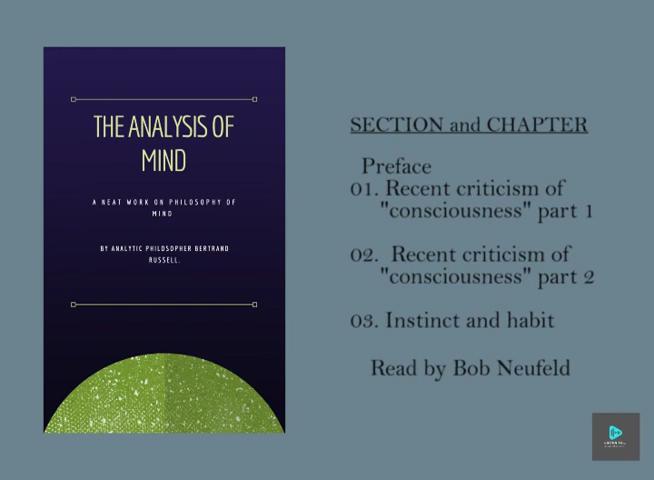 THE ANALYSIS OF
MIND
A NEAT WORK ON PHILOSOPHY OF
MIND
BY ANALYTIC PHILOSOPHER BERTRAND
RUSSELL.
SECTION and CHAPTER
Preface
01. Recent criticism of
"consciousness" part 1
02. Recent criticism of
"consciousness" part 2
03. Instinct and habit
Read by Bob Neufeld